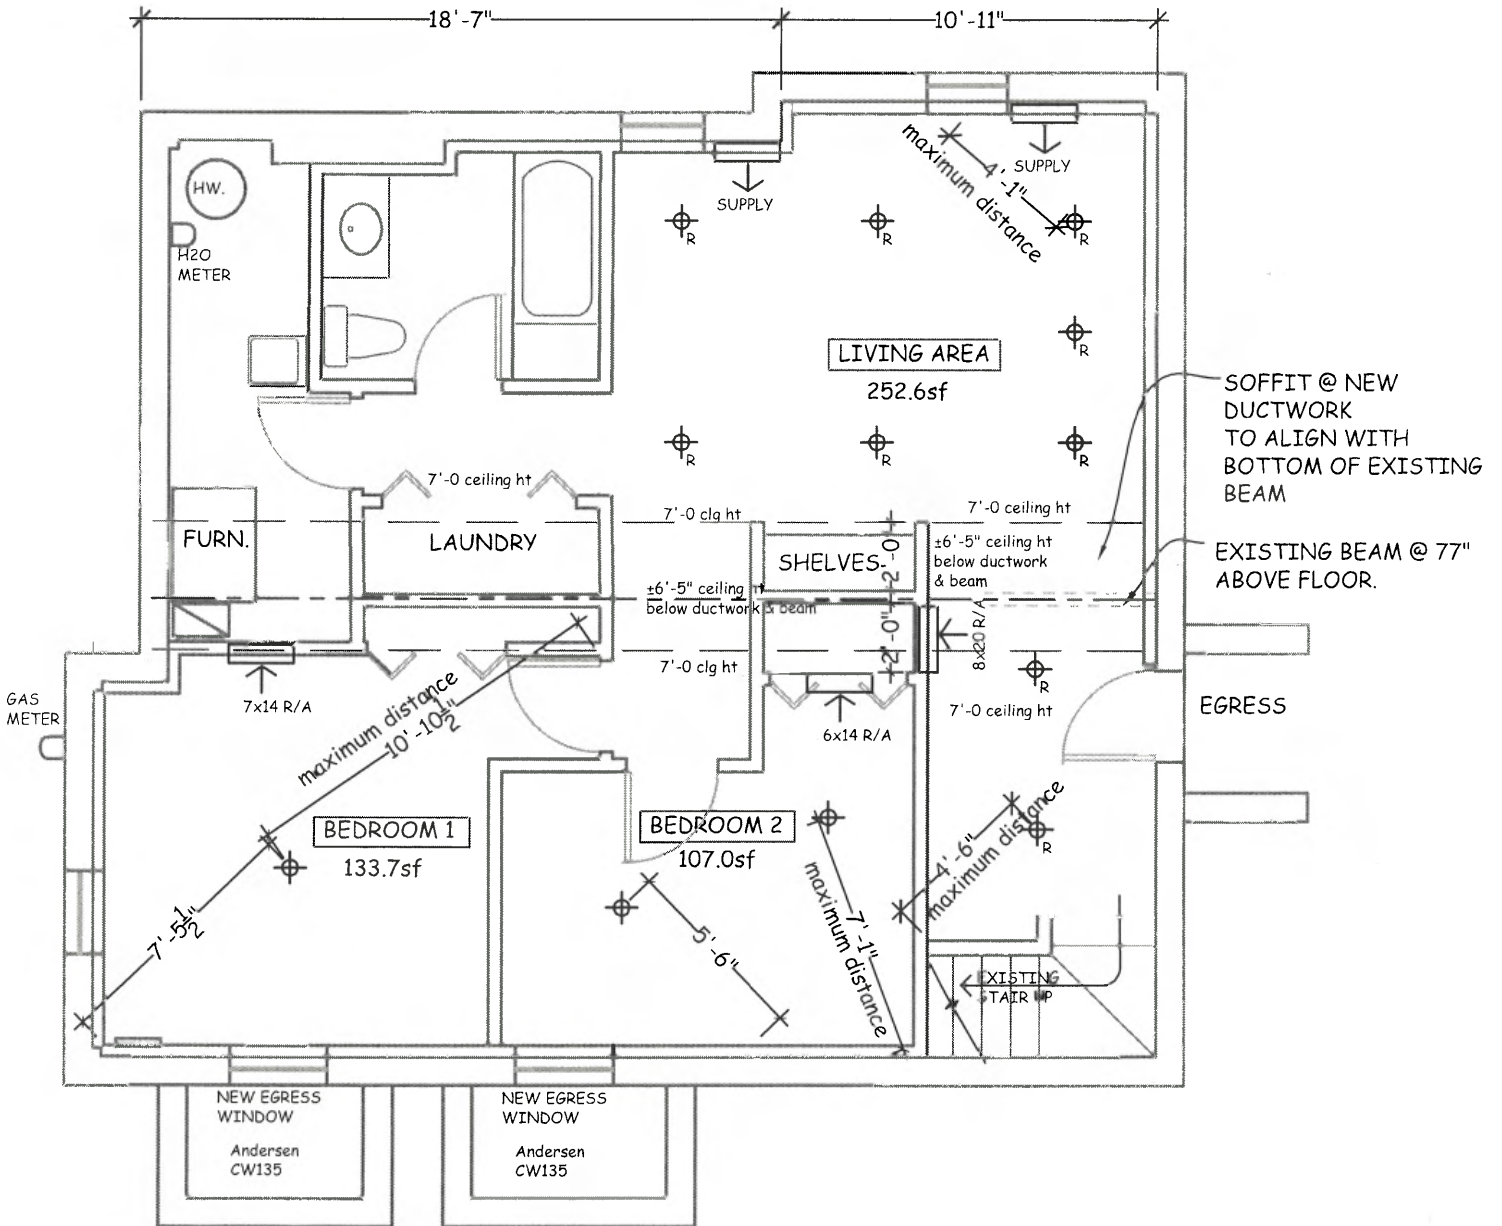 18'-7"
10'-11"
HW.
H2O
METER
SUPPLY
SUPPLY
4'-1"
maximum distance
R
R
R
R
LIVING AREA
252.6sf
R
R
R
SOFFIT @ NEW
DUCTWORK
TO ALIGN WITH
BOTTOM OF EXISTING
BEAM
7'-0 ceiling ht
7'-0 clg ht
7'-0 ceiling ht
FURN.
LAUNDRY
SHELVES
2'-0"
±6'-5" ceiling ht
below ductwork
& beam
EXISTING BEAM @ 77"
ABOVE FLOOR.
±6'-5" ceiling ht
below ductwork & beam
2'-0"
8x20 R/A
7'-0 clg ht
R
7'-0 ceiling ht
EGRESS
GAS
METER
7x14 R/A
maximum distance
10'-10½"
6x14 R/A
BEDROOM 1
133.7sf
BEDROOM 2
107.0sf
R
4'-6"
maximum distance
7'-5½"
5'-6"
7'-1"
maximum distance
EXISTING
STAIR UP
NEW EGRESS
WINDOW
Andersen
CW135
NEW EGRESS
WINDOW
Andersen
CW135